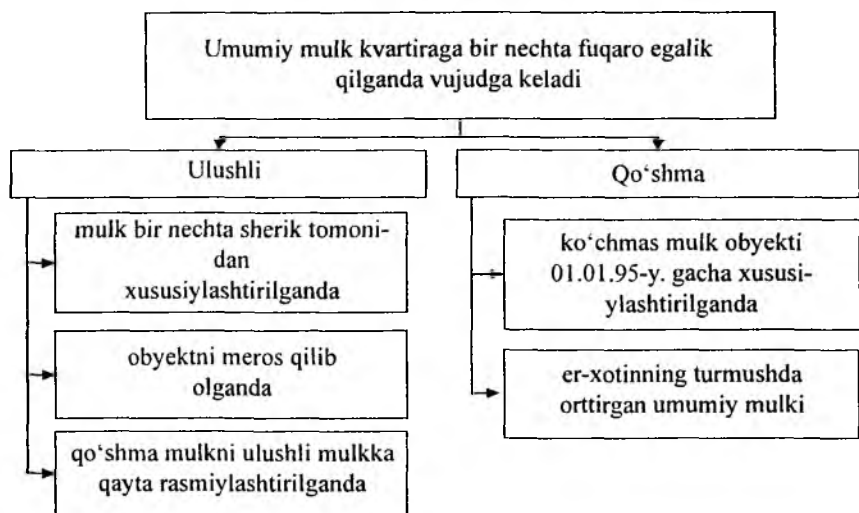 Umumiy mulk kvartiraga bir nechta fuqaro egalik
qilganda vujudga keladi
Ulushli
mulk bir nechta sherik tomoni-
dan
xususiylashtirilganda
obyektni meros qilib
olganda
qo‘shma mulkni ulushli mulkka
qayta rasmiylashtirilganda
Qo‘shma
ko‘chmas mulk obyekti
01.01.95-y. gacha xususi-
ylashtirilganda
er-xotinning turmushda
orttirgan umumiy mulki